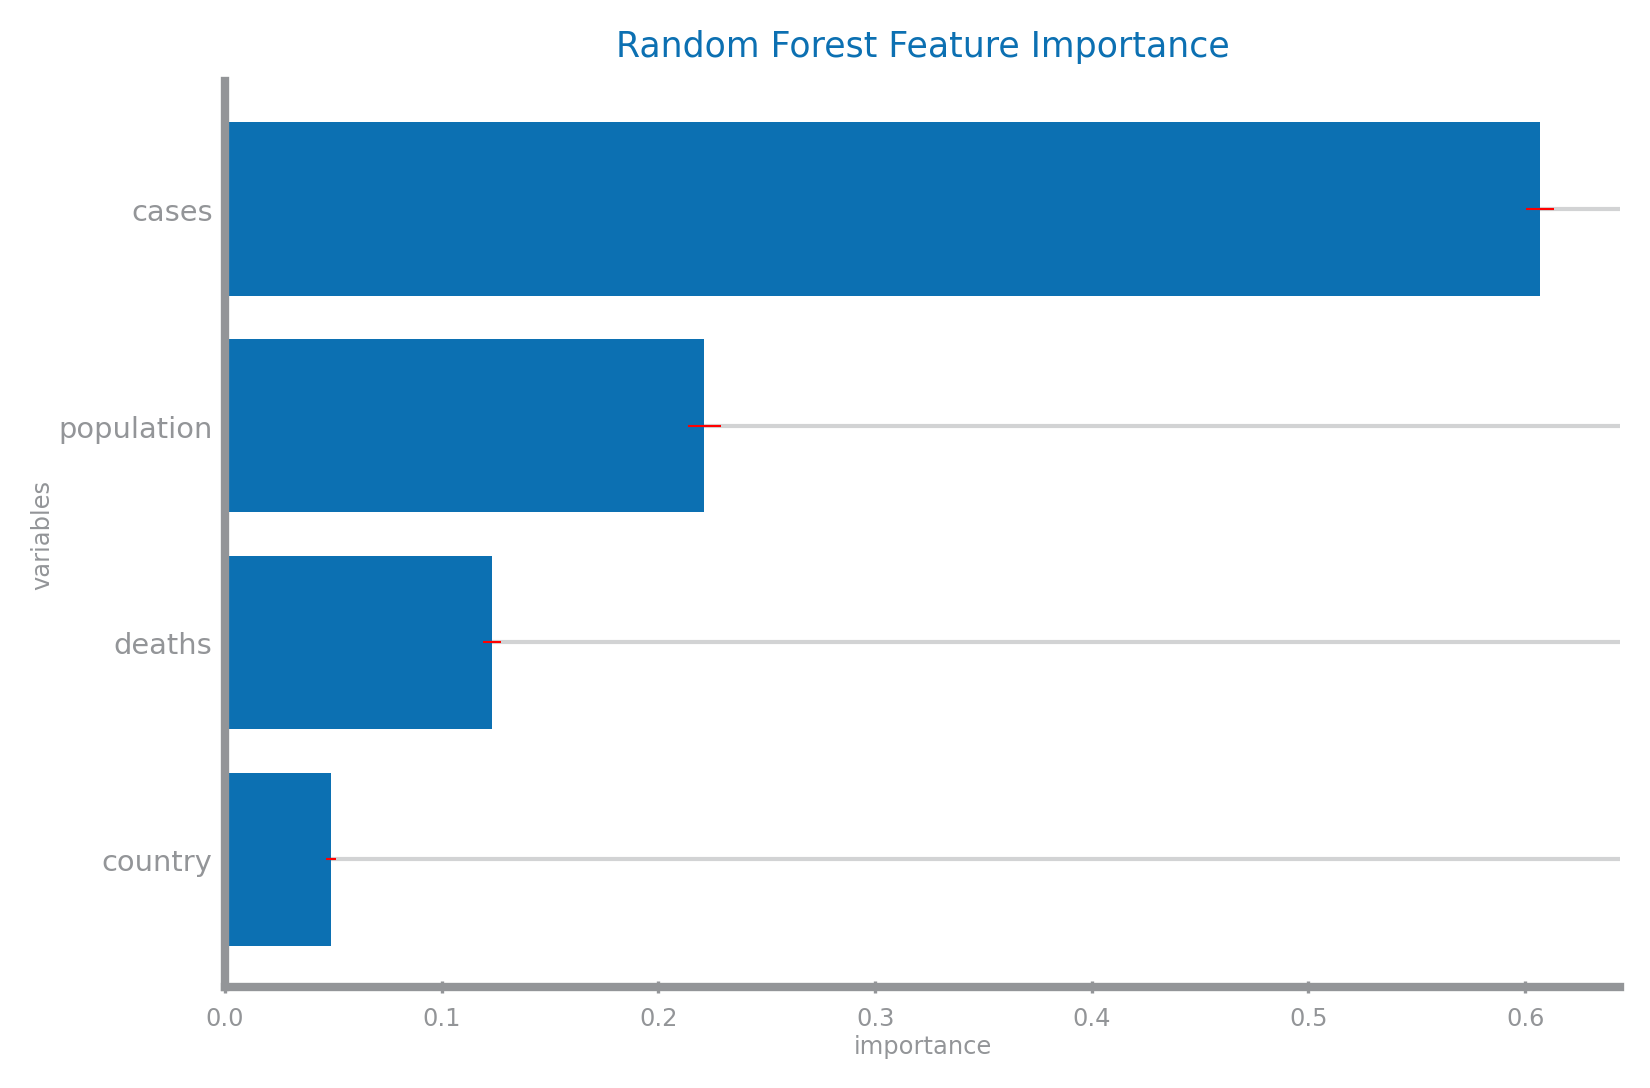 Random Forest Feature Importance
cases
population
deaths
country
variables
0.0 0.1 0.2 0.3 0.4 0.5 0.6
importance